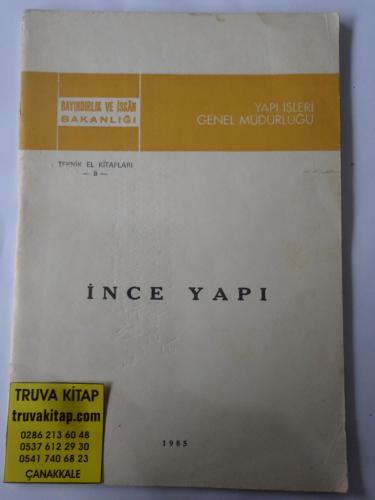 BAYINDIRLIK VE İSKÂN
BAKANLIĞI
YAPI İŞLERİ
GENEL MÜDÜRLÜĞÜ
TEKNİK EL KİTAPLARI
— 8 —
İNCE YAPI
1985
TRUVA KİTAP
truvakitap.com
0286 213 60 48
0537 612 29 30
0541 740 68 23
ÇANAKKALE